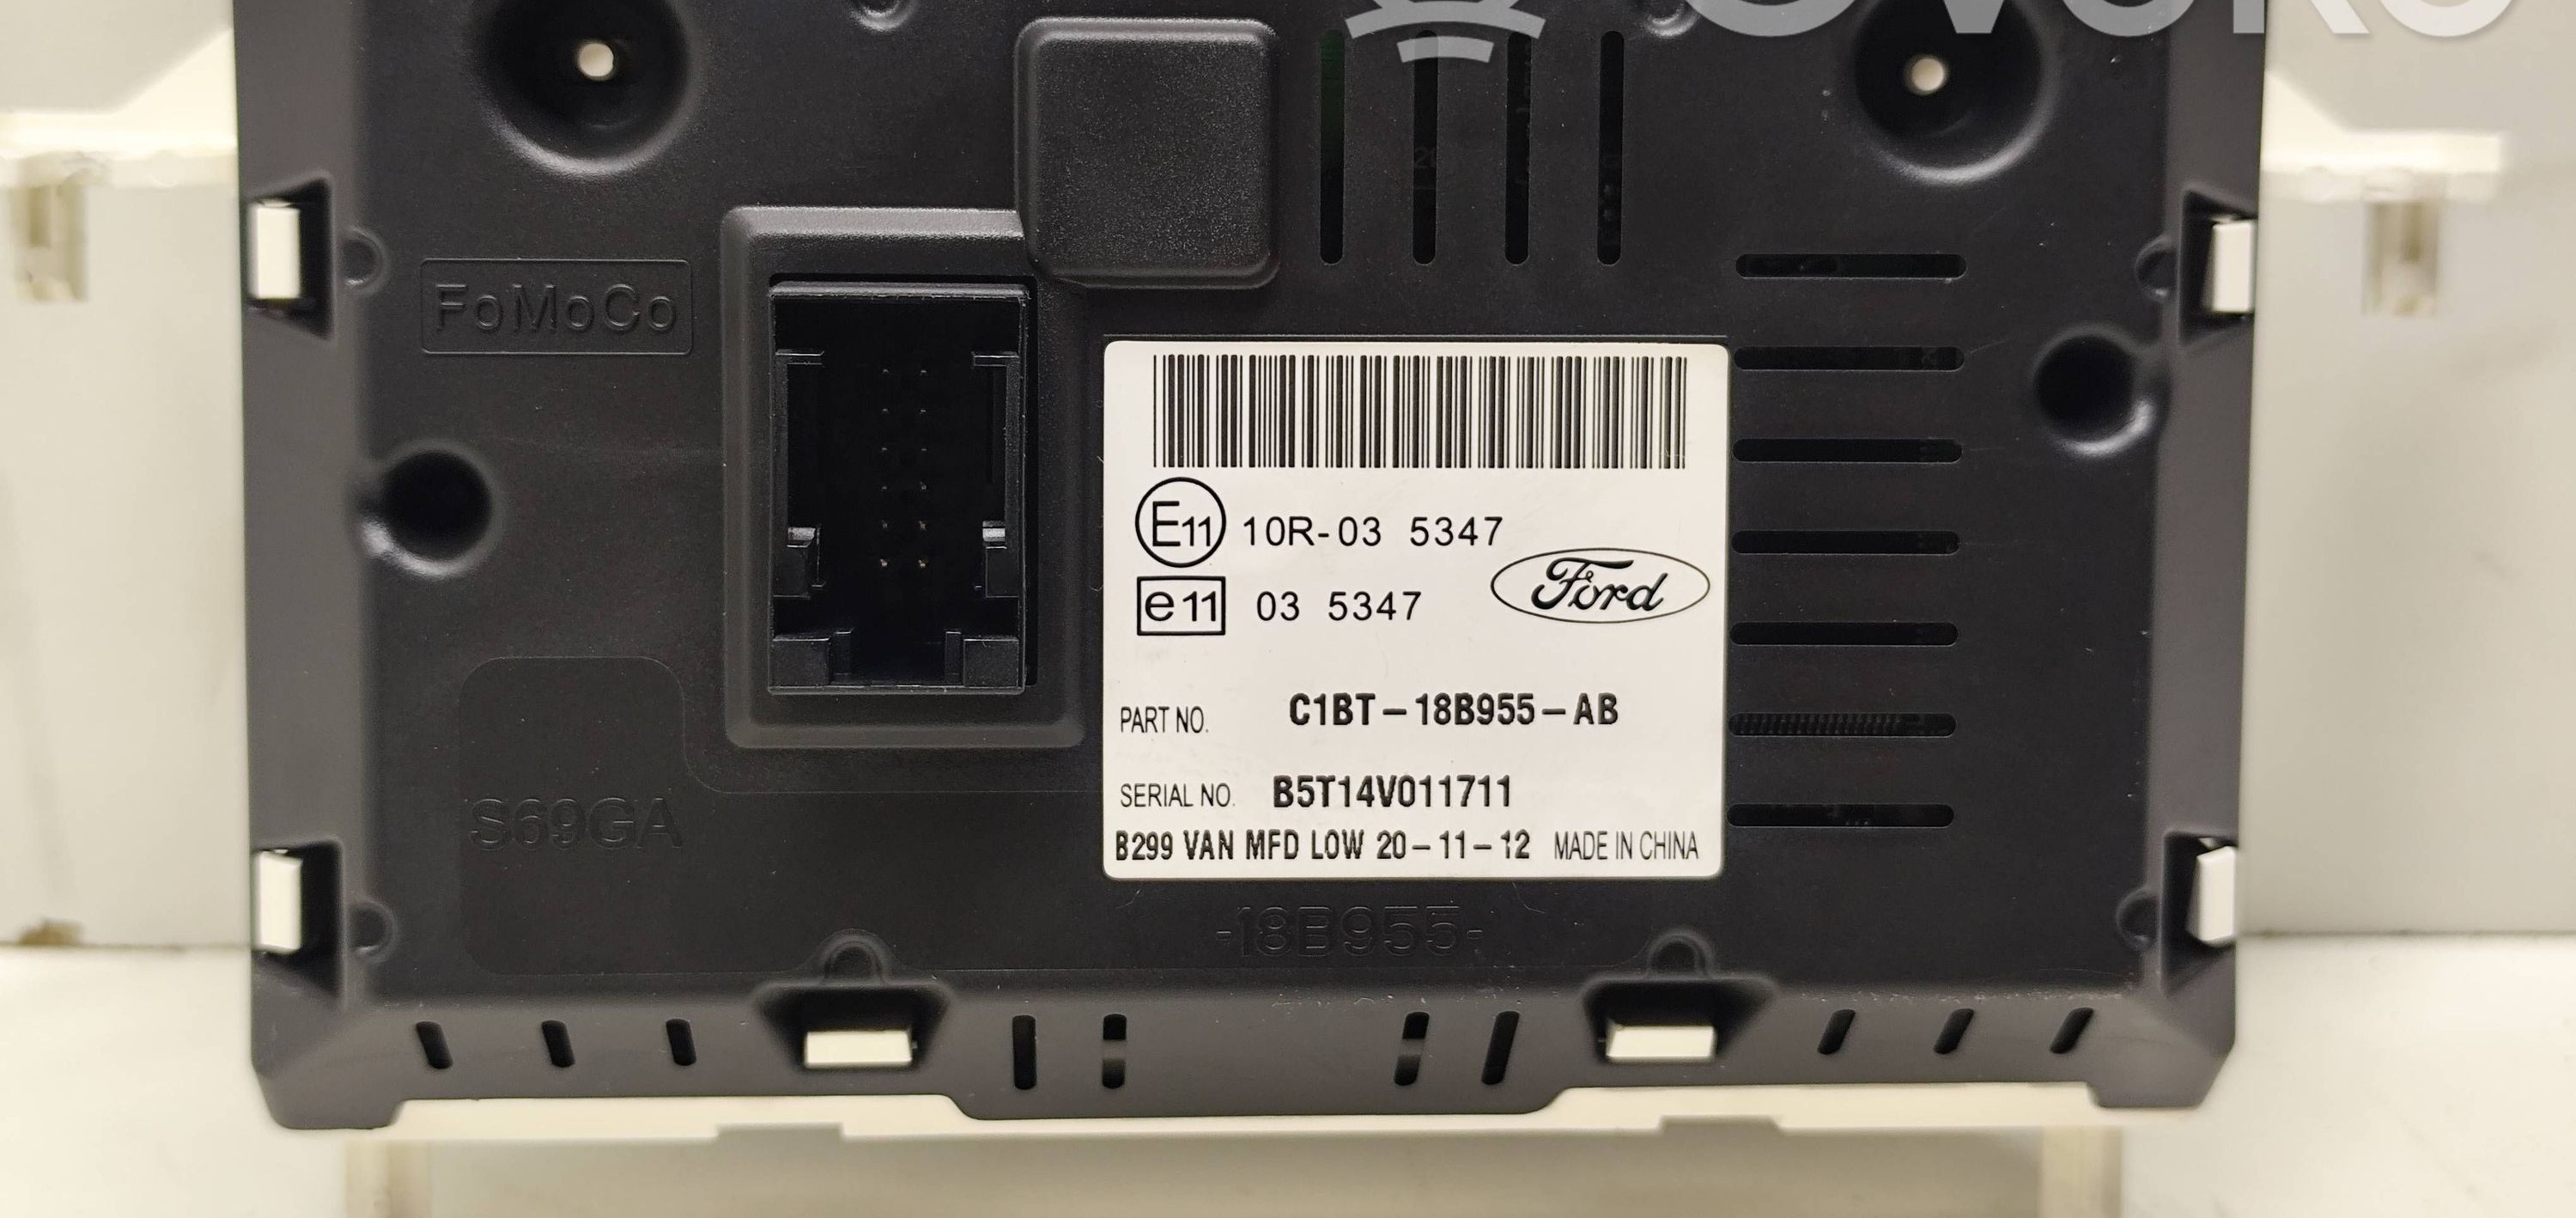 FoMoCo
E11 10R-03 5347
e11 03 5347
Ford
PART NO. C1BT-18B955-AB
SERIAL NO. B5T14V011711
B299 VAN MFD LOW 20-11-12 MADE IN CHINA
S69GA
-18B955-